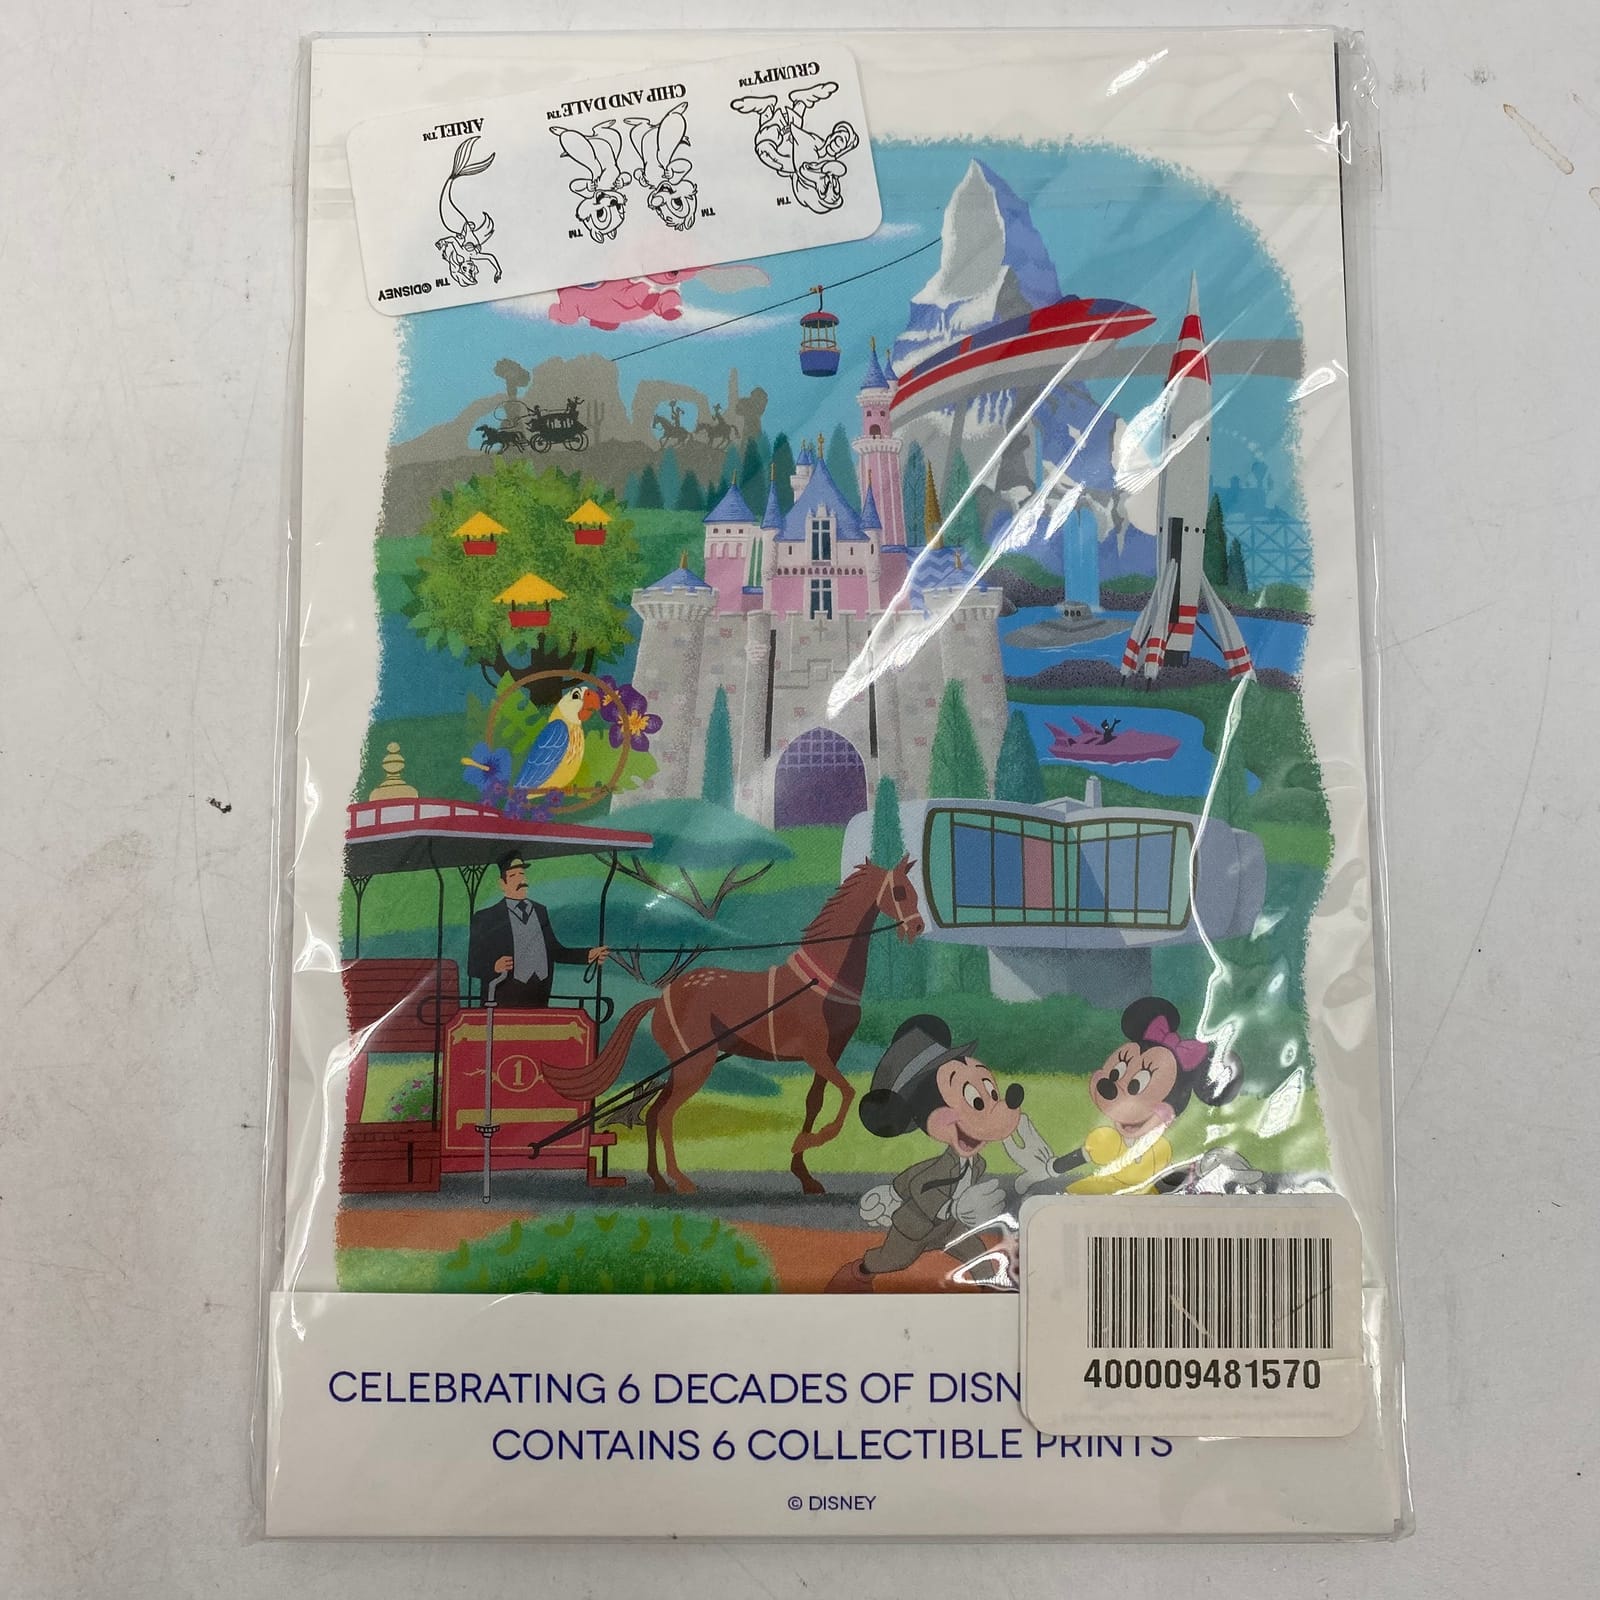 GRUMPY™
CHIP AND DALE™
ARIEL™
TM
TM
TM
TM ©DISNEY
1
400009481570
CELEBRATING 6 DECADES OF DISN
CONTAINS 6 COLLECTIBLE PRINTS
© DISNEY